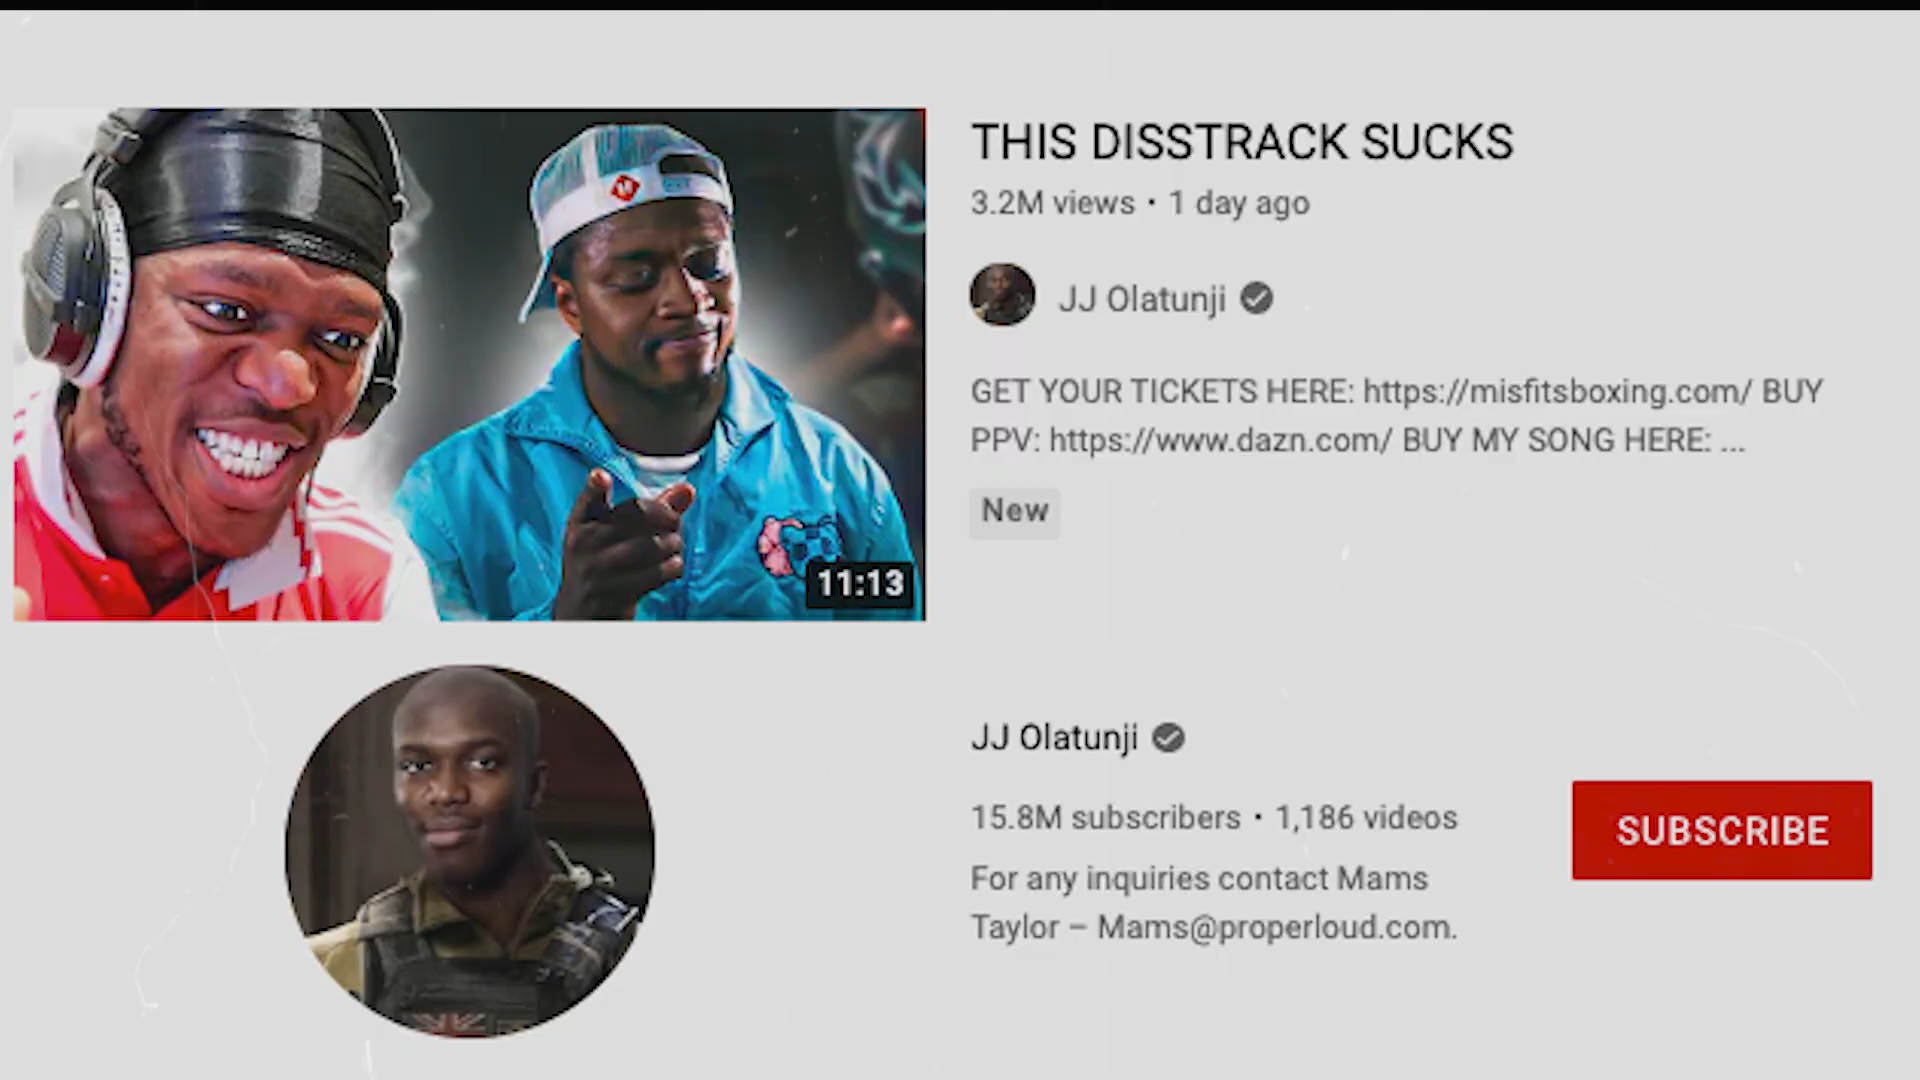 THIS DISSTRACK SUCKS
3.2M views • 1 day ago
JJ Olatunji
GET YOUR TICKETS HERE: https://misfitsboxing.com/ BUY
PPV: https://www.dazn.com/ BUY MY SONG HERE: ...
New
11:13
JJ Olatunji
15.8M subscribers • 1,186 videos
For any inquiries contact Mams
Taylor – Mams@properloud.com.
SUBSCRIBE